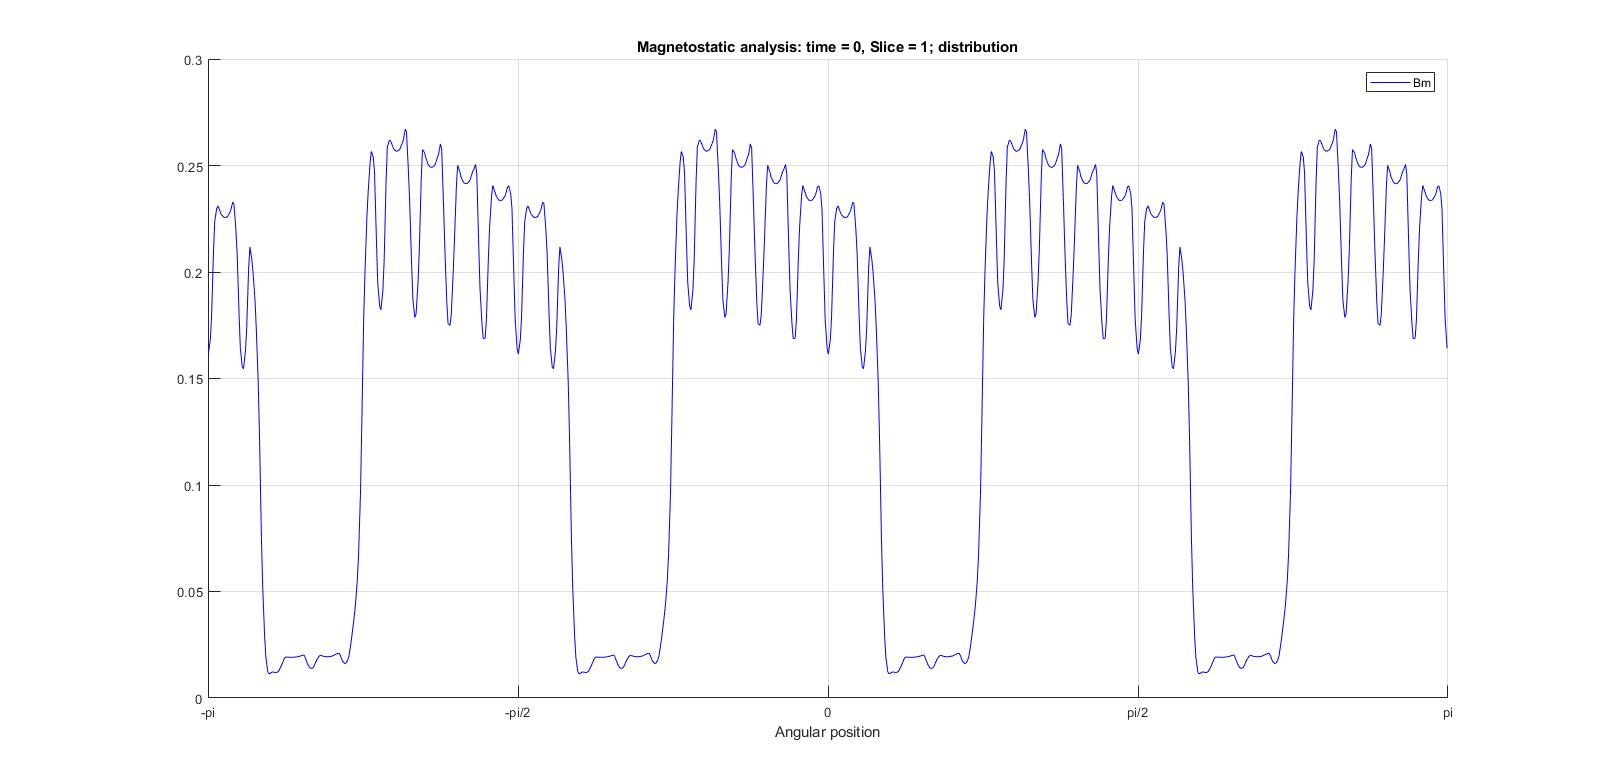 Magnetostatic analysis: time = 0, Slice = 1; distribution
Bm
0.3
0.25
0.2
0.15
0.1
0.05
0
-pi
-pi/2
0
pi/2
pi
Angular position